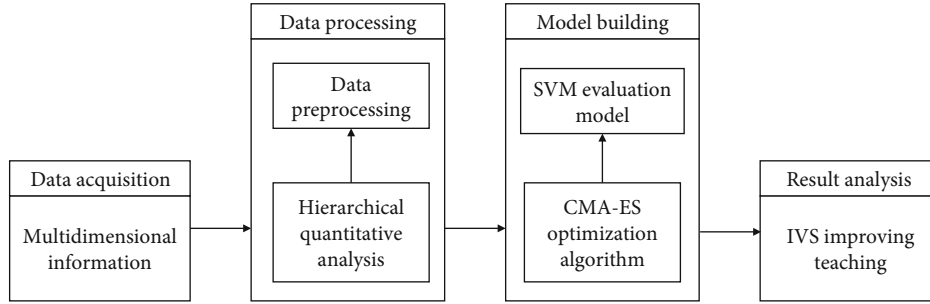 Data acquisition
Multidimensional
information
Data processing
Data
preprocessing
Hierarchical
quantitative
analysis
Model building
SVM evaluation
model
CMA-ES
optimization
algorithm
Result analysis
IVS improving
teaching